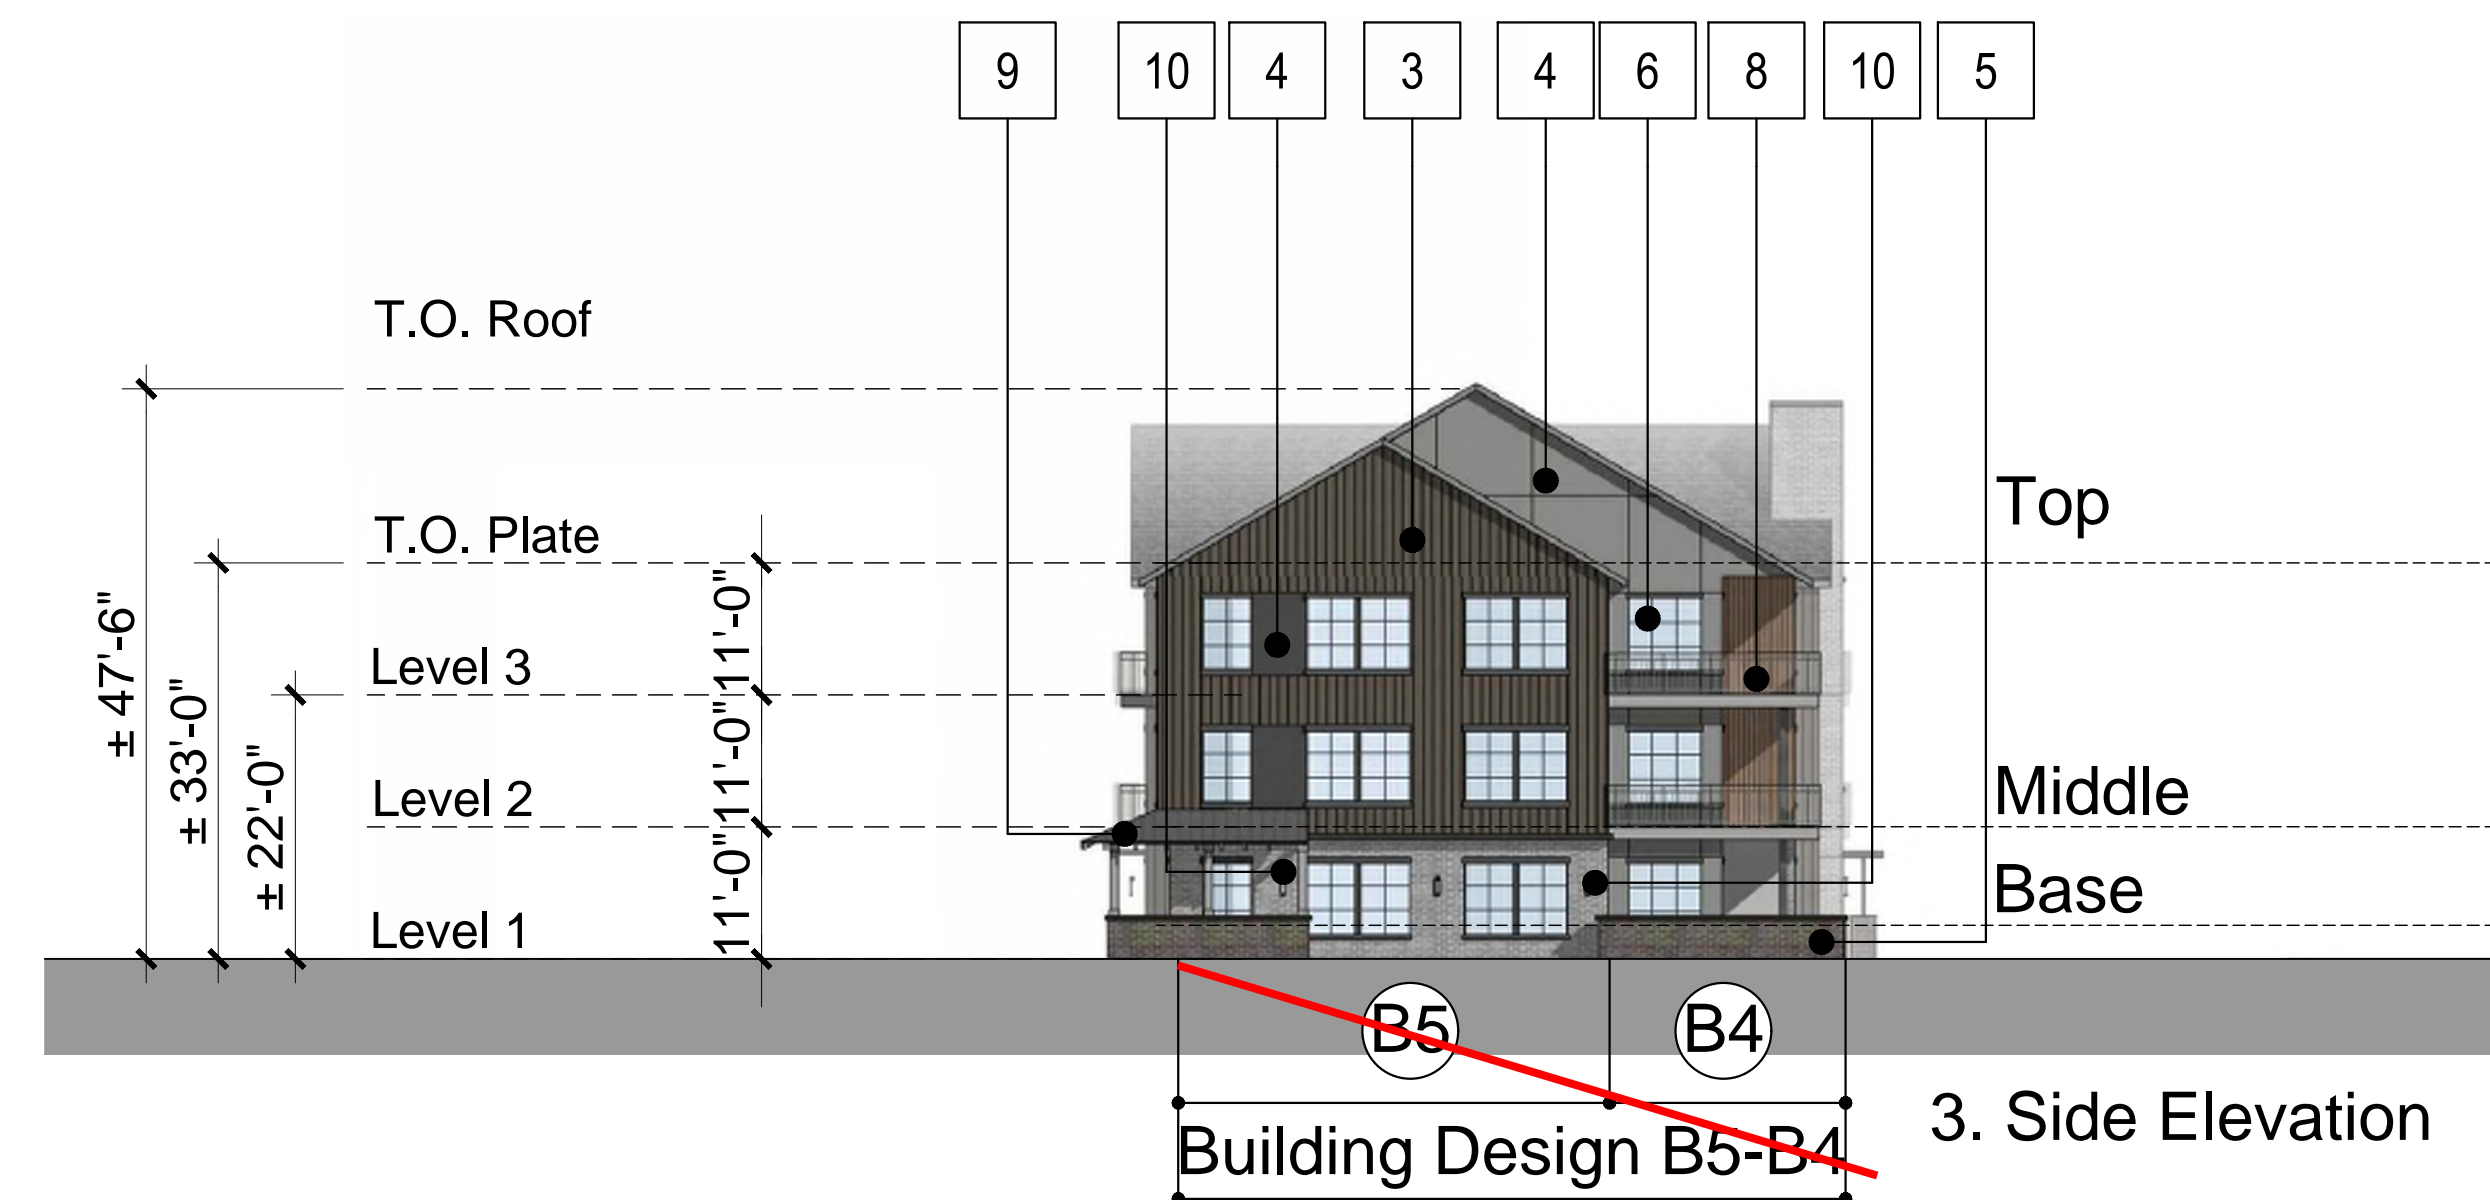 9 10 4 3 4 6 8 10 5
T.O. Roof
T.O. Plate
Top
Level 3
Level 2
Middle
Base
Level 1
± 47'-6"
± 33'-0"
± 22'-0"
11'-0"
11'-0"
11'-0"
B5 B4
Building Design B5-B4
3. Side Elevation